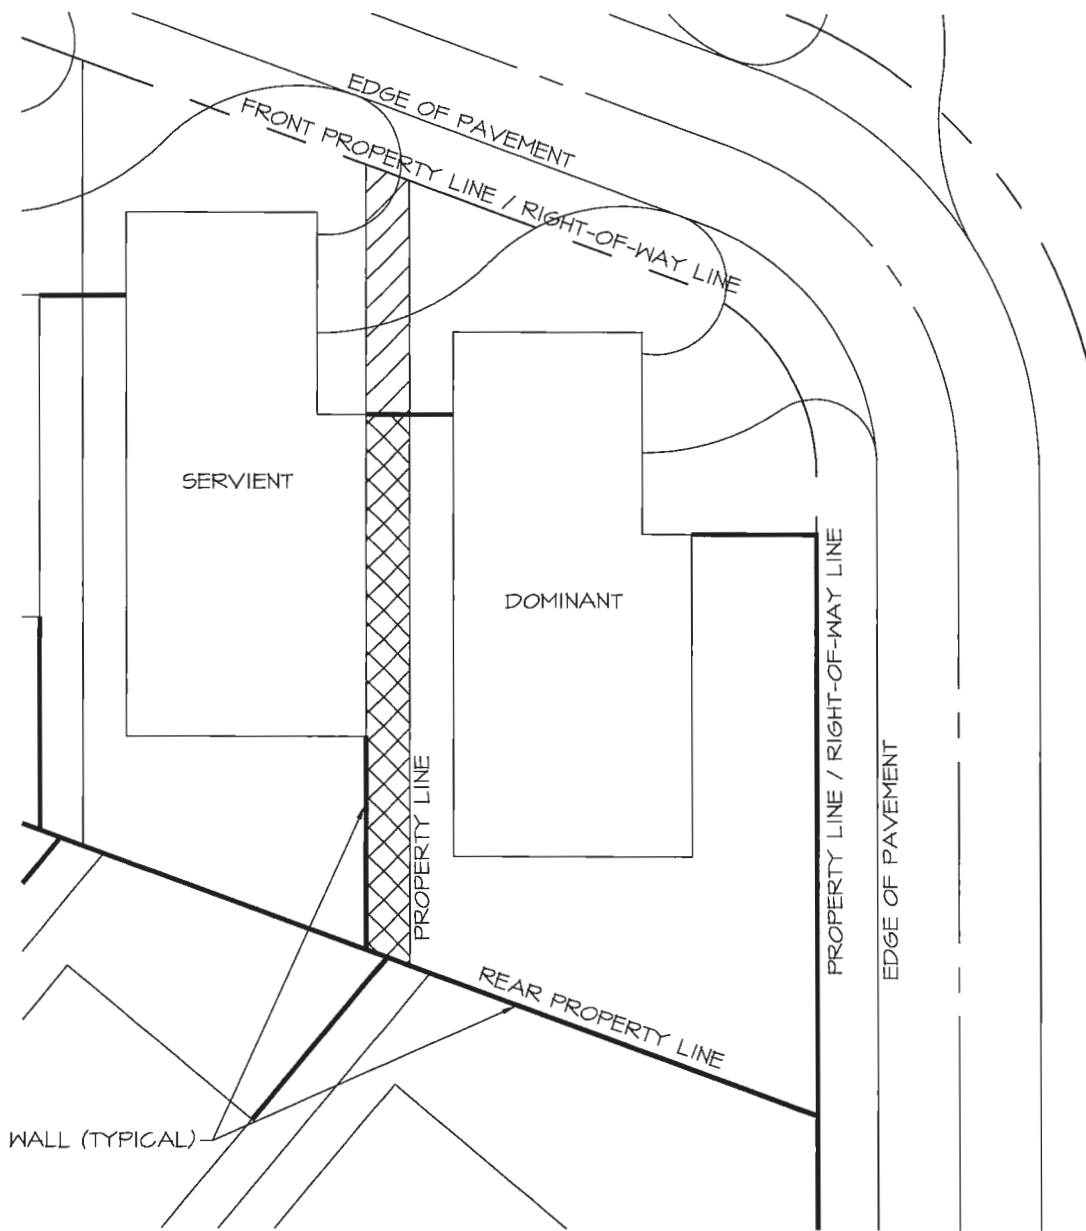 EDGE OF PAVEMENT
FRONT PROPERTY LINE / RIGHT-OF-WAY LINE
SERVIENT
DOMINANT
PROPERTY LINE
PROPERTY LINE / RIGHT-OF-WAY LINE
EDGE OF PAVEMENT
REAR PROPERTY LINE
WALL (TYPICAL)